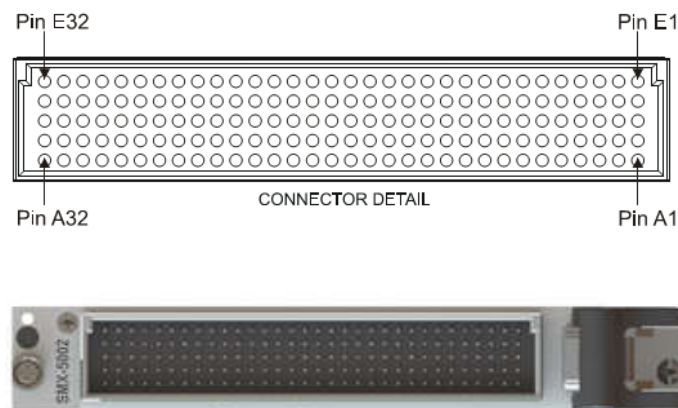 Pin E32
Pin E1
CONNECTOR DETAIL
Pin A32
Pin A1
SMX-5002